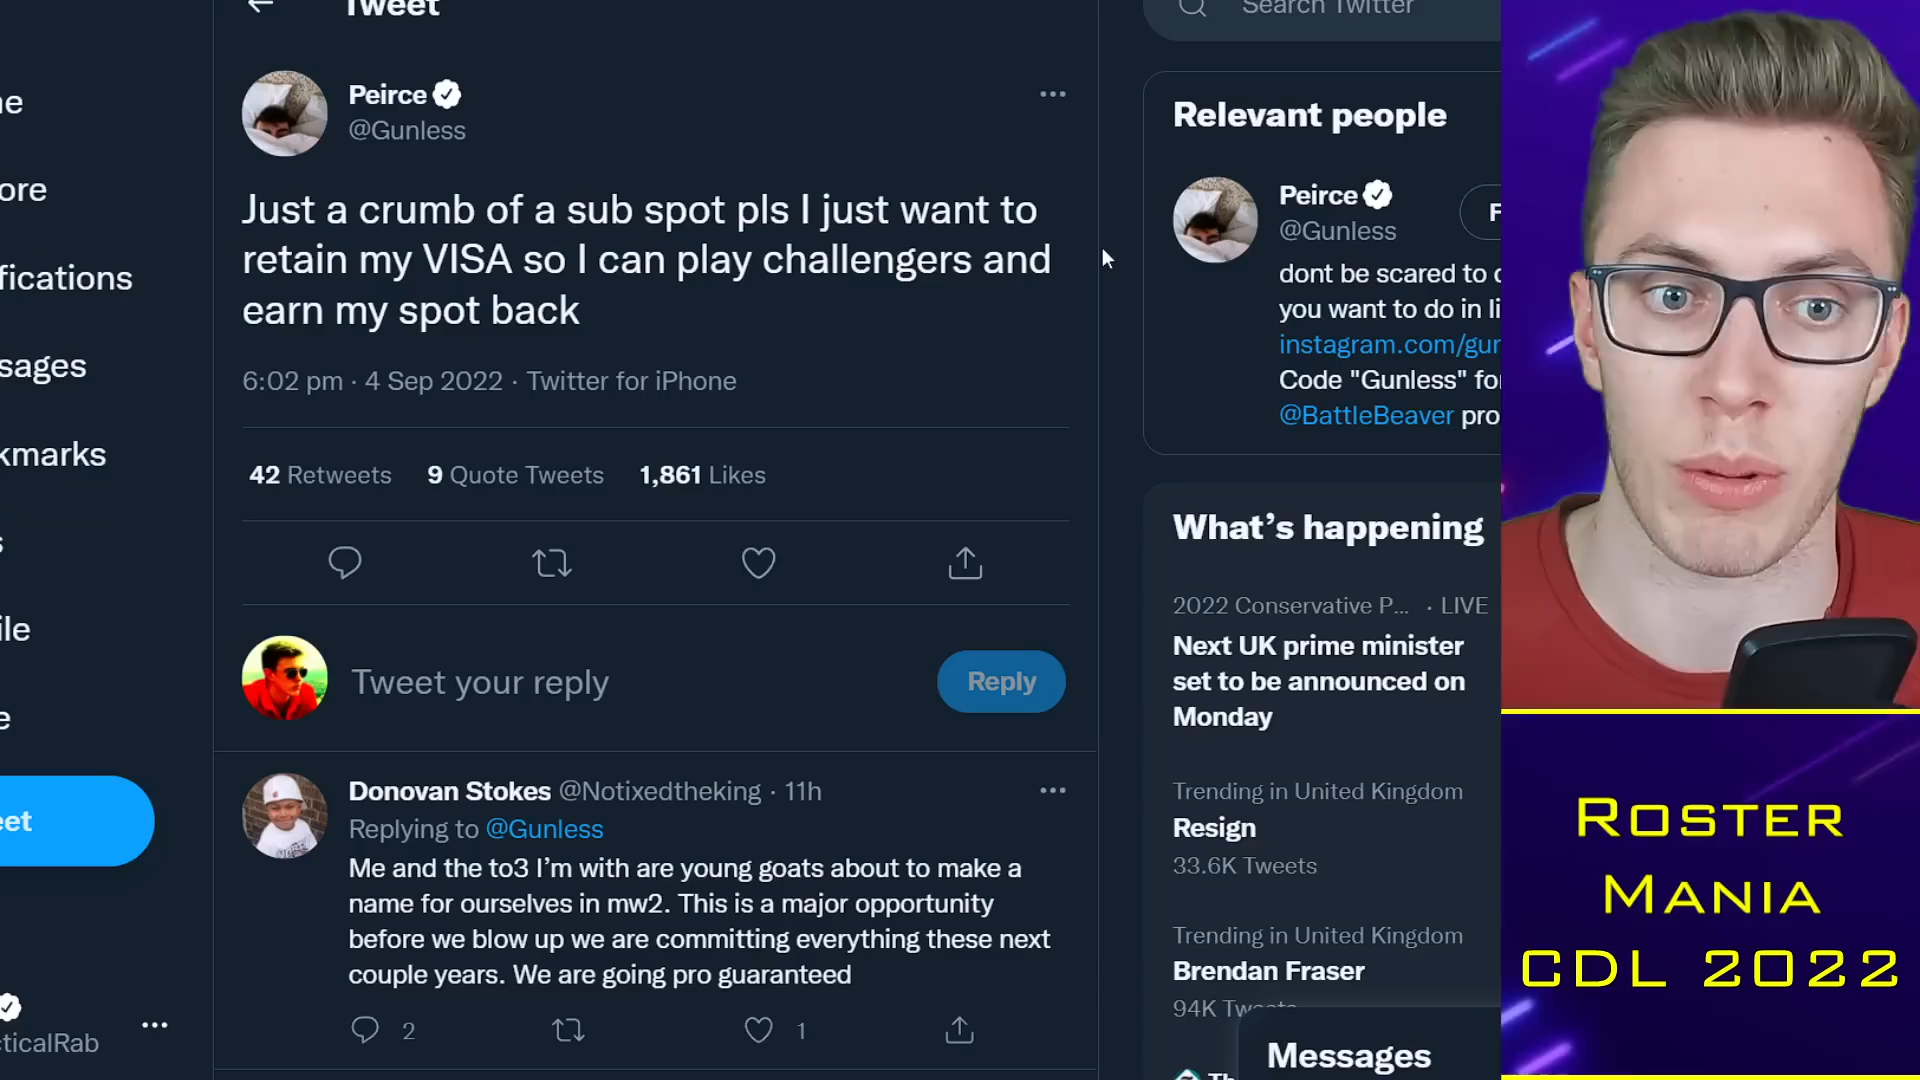 Tweet
Search Twitter
ne
ore
fications
sages
kmarks
s
ile
e
eet
cticalRab
Peirce
@Gunless
Just a crumb of a sub spot pls I just want to
retain my VISA so I can play challengers and
earn my spot back
6:02 pm · 4 Sep 2022 · Twitter for iPhone
42 Retweets 9 Quote Tweets 1,861 Likes
Tweet your reply
Reply
Donovan Stokes @Notixedtheking · 11h
Replying to @Gunless
Me and the to3 I’m with are young goats about to make a
name for ourselves in mw2. This is a major opportunity
before we blow up we are committing everything these next
couple years. We are going pro guaranteed
2 1
Relevant people
Peirce
@Gunless
F
dont be scared to
you want to do in li
instagram.com/gun
Code "Gunless" for
@BattleBeaver pro
What’s happening
2022 Conservative P... · LIVE
Next UK prime minister
set to be announced on
Monday
Trending in United Kingdom
Resign
33.6K Tweets
Trending in United Kingdom
Brendan Fraser
94K Tweets
Messages
Roster
Mania
CDL 2022